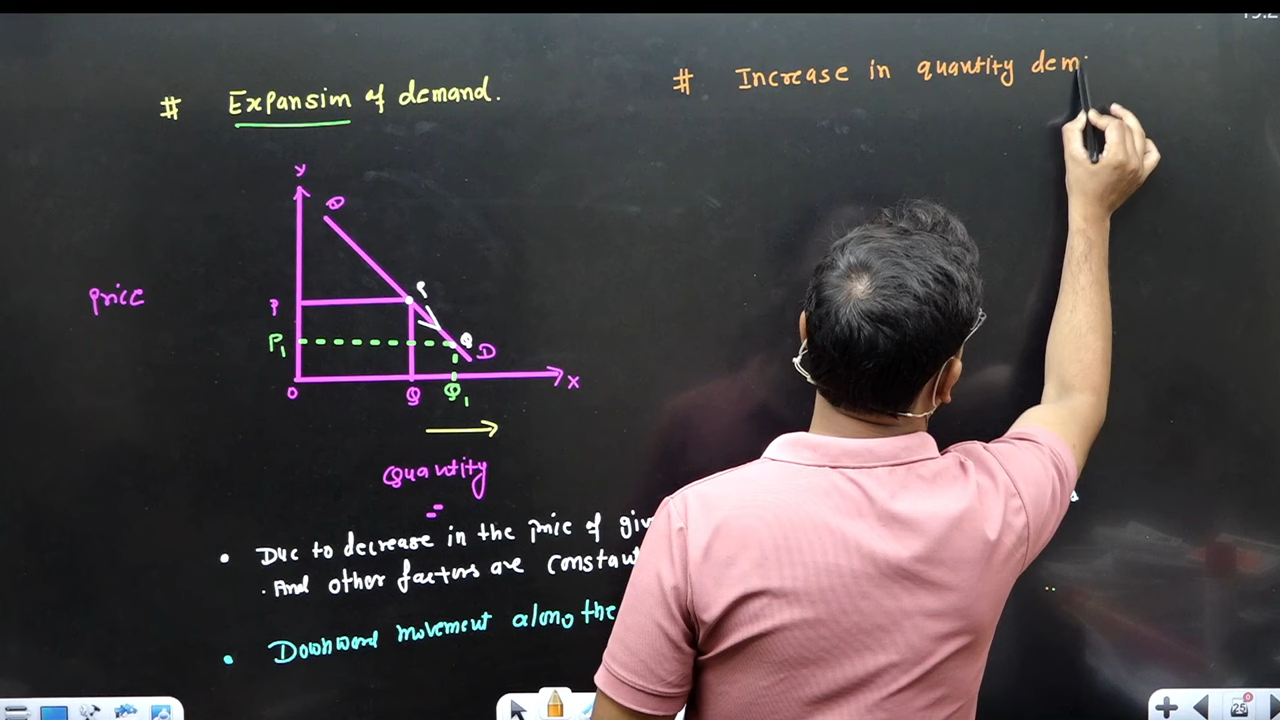 # Expansion of demand.
# Increase in quantity dem
Y
D
Price
P
P
P1
Q
D
O
Q
Q1
X
Quantity
• Due to decrease in the price of giv
. And other factors are constant
• Downward movement along the
25